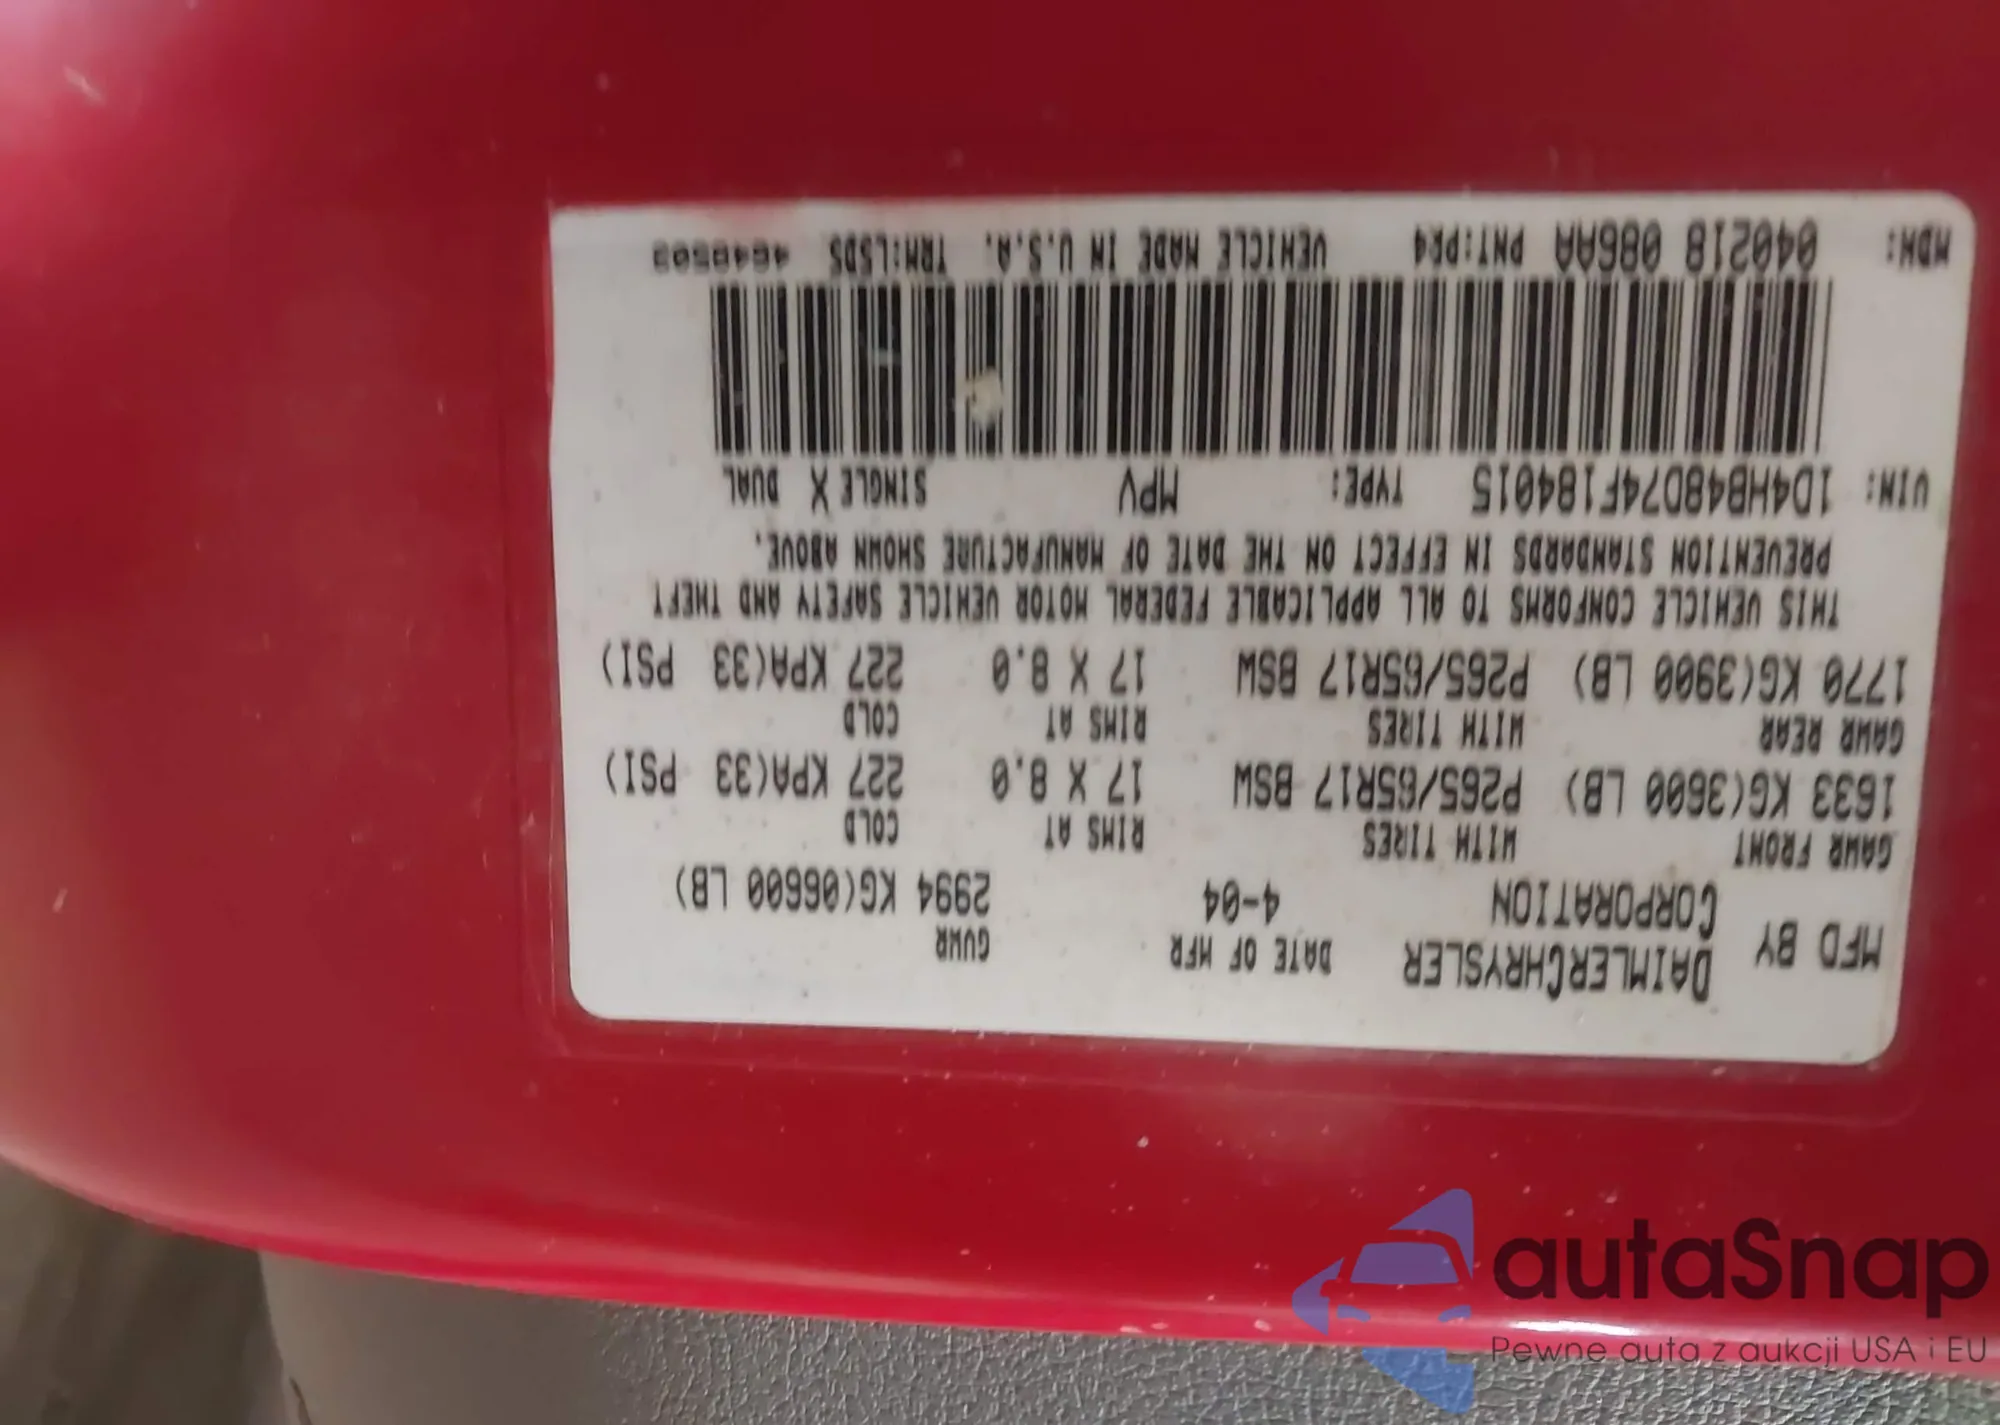 MFD BY DAIMLERCHRYSLER CORPORATION DATE OF MFR 4-04 GVWR 2994 KG(06600 LB)
GAWR FRONT WITH TIRES RIMS AT COLD
1633 KG(3600 LB) P265/65R17 BSW 17 X 8.0 227 KPA(33 PSI)
GAWR REAR WITH TIRES RIMS AT COLD
1770 KG(3900 LB) P265/65R17 BSW 17 X 8.0 227 KPA(33 PSI)
THIS VEHICLE CONFORMS TO ALL APPLICABLE FEDERAL MOTOR VEHICLE SAFETY AND THEFT
PREVENTION STANDARDS IN EFFECT ON THE DATE OF MANUFACTURE SHOWN ABOVE.
VIN: 1D4HB48D74F184015 TYPE: MPV SINGLE X DUAL
MDH: 040218 086AA PNT:PR4 VEHICLE MADE IN U.S.A. TRM:L5DS
autaSnap
Pewne auta z aukcji USA i EU